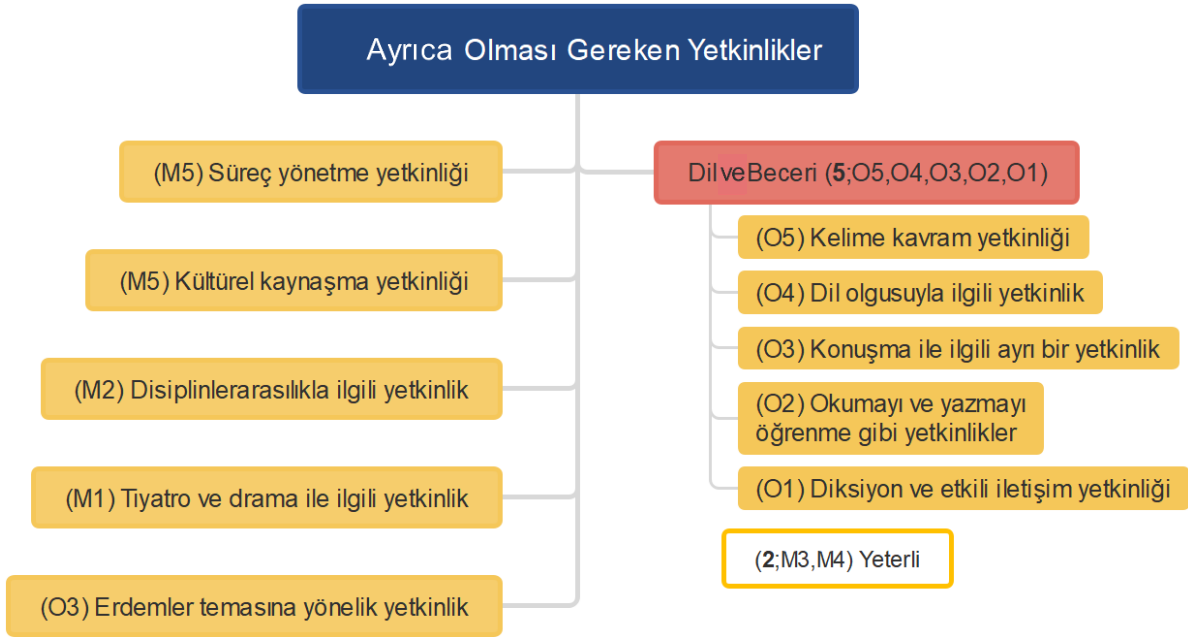 Ayrıca Olması Gereken Yetkinlikler
(M5) Süreç yönetme yetkinliği
(M5) Kültürel kaynaşma yetkinliği
(M2) Disiplinlerarasılıkla ilgili yetkinlik
(M1) Tiyatro ve drama ile ilgili yetkinlik
(O3) Erdemler temasına yönelik yetkinlik
DilveBeceri (5;O5,O4,O3,O2,O1)
(O5) Kelime kavram yetkinliği
(O4) Dil olgusuyla ilgili yetkinlik
(O3) Konuşma ile ilgili ayrı bir yetkinlik
(O2) Okumayı ve yazmayı
öğrenme gibi yetkinlikler
(O1) Diksiyon ve etkili iletişim yetkinliği
(2;M3,M4) Yeterli